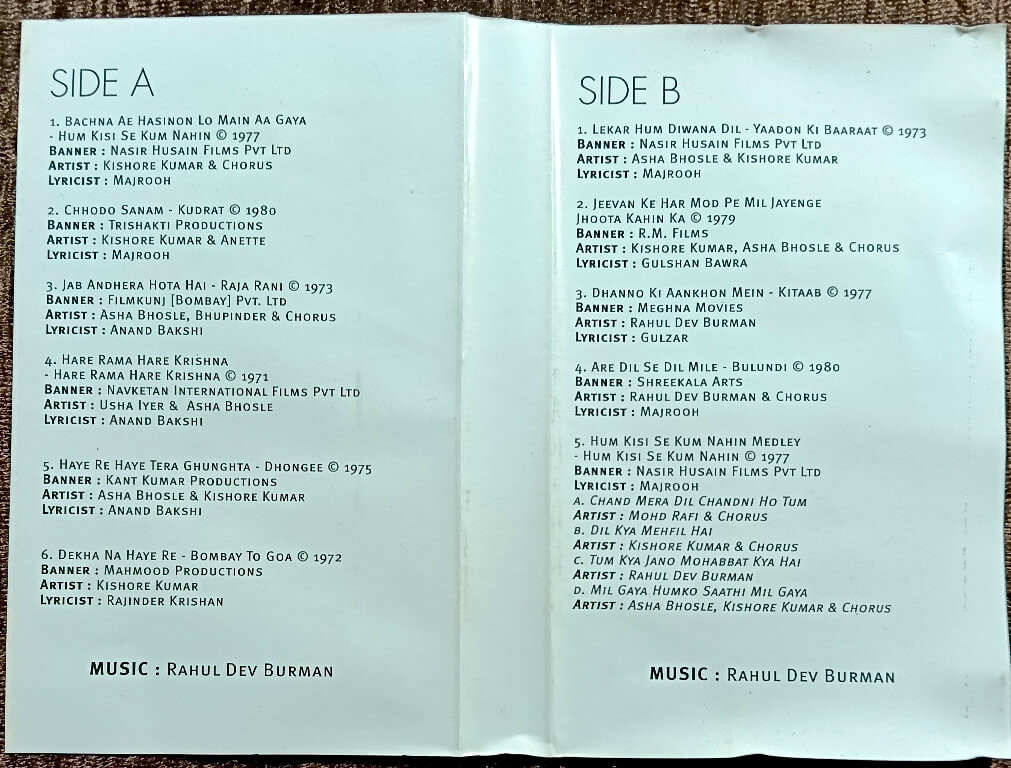 SIDE A
1. Bachna Ae Hasinon Lo Main Aa Gaya
- Hum Kisi Se Kum Nahin © 1977
Banner : Nasir Husain Films Pvt Ltd
Artist : Kishore Kumar & Chorus
Lyricist : Majrooh
2. Chhodo Sanam - Kudrat © 1980
Banner : Trishakti Productions
Artist : Kishore Kumar & Anette
Lyricist : Majrooh
3. Jab Andhera Hota Hai - Raja Rani © 1973
Banner : Filmkunj [Bombay] Pvt. Ltd
Artist : Asha Bhosle, Bhupinder & Chorus
Lyricist : Anand Bakshi
4. Hare Rama Hare Krishna
- Hare Rama Hare Krishna © 1971
Banner : Navketan International Films Pvt Ltd
Artist : Usha Iyer & Asha Bhosle
Lyricist : Anand Bakshi
5. Haye Re Haye Tera Ghunghta - Dhongee © 1975
Banner : Kant Kumar Productions
Artist : Asha Bhosle & Kishore Kumar
Lyricist : Anand Bakshi
6. Dekha Na Haye Re - Bombay To Goa © 1972
Banner : Mahmood Productions
Artist : Kishore Kumar
Lyricist : Rajinder Krishan
MUSIC : Rahul Dev Burman
SIDE B
1. Lekar Hum Diwana Dil - Yaadon Ki Baaraat © 1973
Banner : Nasir Husain Films Pvt Ltd
Artist : Asha Bhosle & Kishore Kumar
Lyricist : Majrooh
2. Jeevan Ke Har Mod Pe Mil Jayenge
Jhoota Kahin Ka © 1979
Banner : R.M. Films
Artist : Kishore Kumar, Asha Bhosle & Chorus
Lyricist : Gulshan Bawra
3. Dhanno Ki Aankhon Mein - Kitaab © 1977
Banner : Meghna Movies
Artist : Rahul Dev Burman
Lyricist : Gulzar
4. Are Dil Se Dil Mile - Bulundi © 1980
Banner : Shreekala Arts
Artist : Rahul Dev Burman & Chorus
Lyricist : Majrooh
5. Hum Kisi Se Kum Nahin Medley
- Hum Kisi Se Kum Nahin © 1977
Banner : Nasir Husain Films Pvt Ltd
Lyricist : Majrooh
a. Chand Mera Dil Chandni Ho Tum
Artist : Mohd Rafi & Chorus
b. Dil Kya Mehfil Hai
Artist : Kishore Kumar & Chorus
c. Tum Kya Jano Mohabbat Kya Hai
Artist : Rahul Dev Burman
d. Mil Gaya Humko Saathi Mil Gaya
Artist : Asha Bhosle, Kishore Kumar & Chorus
MUSIC : Rahul Dev Burman